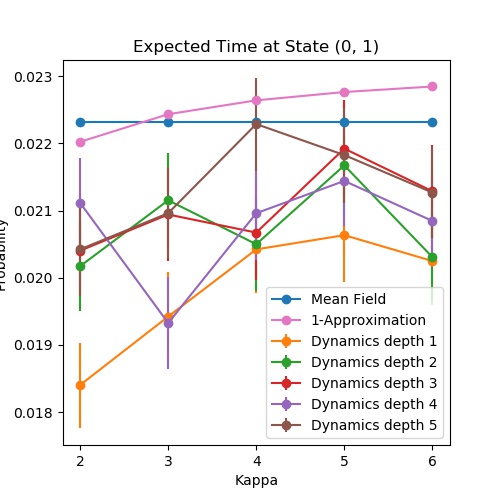 Expected Time at State (0, 1)
Probability
0.023
0.022
0.021
0.020
0.019
0.018
2 3 4 5 6
Kappa
Mean Field
1-Approximation
Dynamics depth 1
Dynamics depth 2
Dynamics depth 3
Dynamics depth 4
Dynamics depth 5